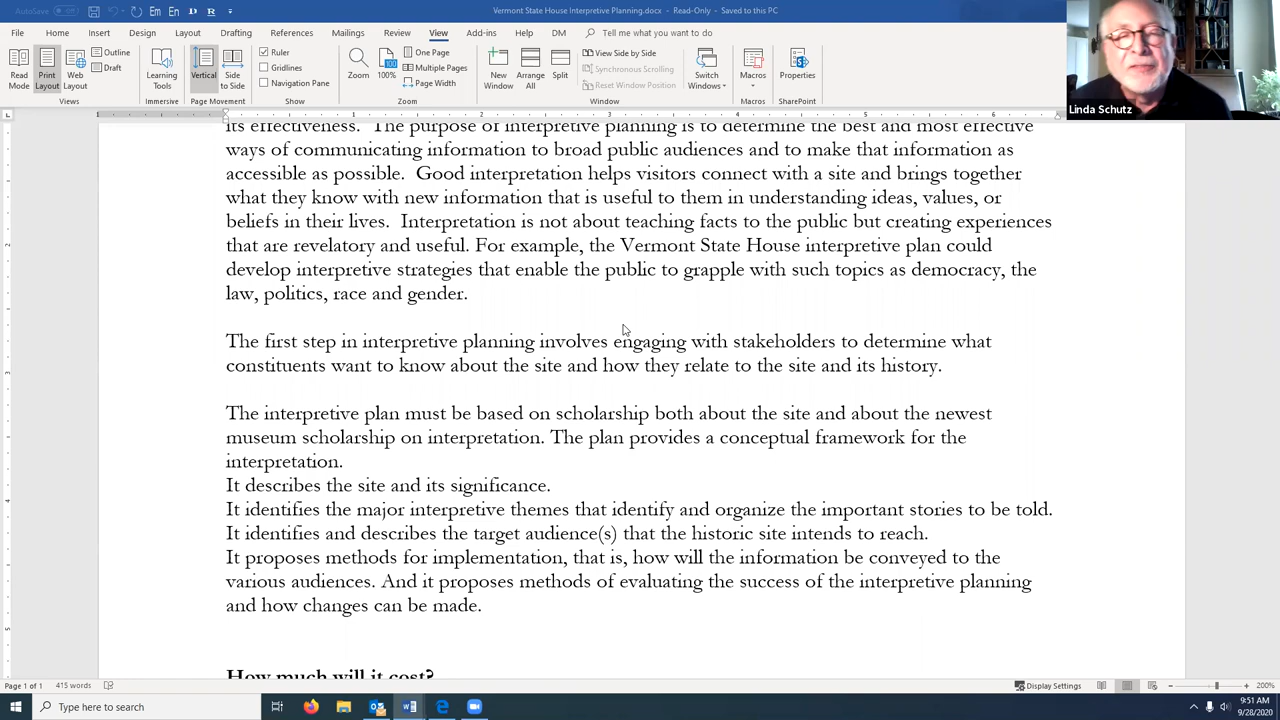 AutoSave
Off
Vermont State House Interpretive Planning.docx - Read-Only - Saved to this PC
File Home Insert Design Layout Drafting References Mailings Review View Add-ins Help DM Tell me what you want to do
Read Mode
Print Layout
Web Layout
Outline
Draft
Views
Learning Tools
Immersive
Vertical
Side to Side
Page Movement
Ruler
Gridlines
Navigation Pane
Show
Zoom
100%
One Page
Multiple Pages
Page Width
Zoom
New Window
Arrange All
Split
View Side by Side
Synchronous Scrolling
Reset Window Position
Window
Switch Windows
Macros
Macros
Properties
SharePoint
Linda Schutz
its effectiveness. The purpose of interpretive planning is to determine the best and most effective
ways of communicating information to broad public audiences and to make that information as
accessible as possible. Good interpretation helps visitors connect with a site and brings together
what they know with new information that is useful to them in understanding ideas, values, or
beliefs in their lives. Interpretation is not about teaching facts to the public but creating experiences
that are revelatory and useful. For example, the Vermont State House interpretive plan could
develop interpretive strategies that enable the public to grapple with such topics as democracy, the
law, politics, race and gender.
The first step in interpretive planning involves engaging with stakeholders to determine what
constituents want to know about the site and how they relate to the site and its history.
The interpretive plan must be based on scholarship both about the site and about the newest
museum scholarship on interpretation. The plan provides a conceptual framework for the
interpretation.
It describes the site and its significance.
It identifies the major interpretive themes that identify and organize the important stories to be told.
It identifies and describes the target audience(s) that the historic site intends to reach.
It proposes methods for implementation, that is, how will the information be conveyed to the
various audiences. And it proposes methods of evaluating the success of the interpretive planning
and how changes can be made.
How much will it cost?
Page 1 of 1 415 words Display Settings 200%
Type here to search
9:51 AM
9/28/2020